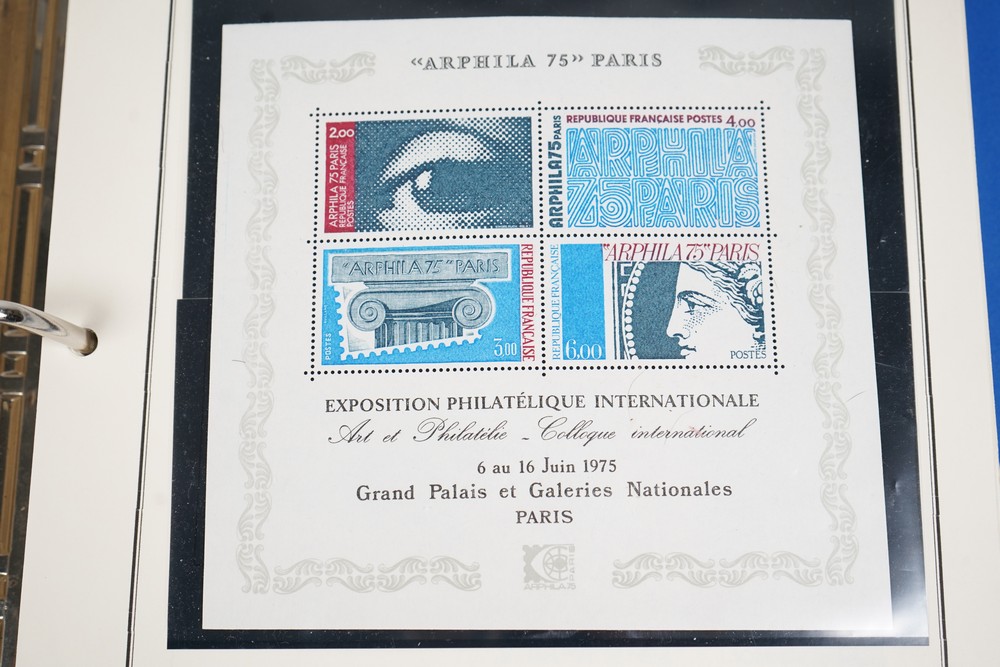 «ARPHILA 75» PARIS
2,00
ARPHILA 75 PARIS
REPUBLIQUE FRANÇAISE
POSTES
REPUBLIQUE FRANÇAISE POSTES 4,00
ARPHILA 75 PARIS
ARPHILA
75 PARIS
"ARPHILA 75" PARIS
REPUBLIQUE FRANÇAISE
POSTES
3,00
"ARPHILA 75" PARIS
REPUBLIQUE FRANÇAISE
6,00
POSTES
EXPOSITION PHILATÉLIQUE INTERNATIONALE
Art et Philatélie - Colloque international
6 au 16 Juin 1975
Grand Palais et Galeries Nationales
PARIS